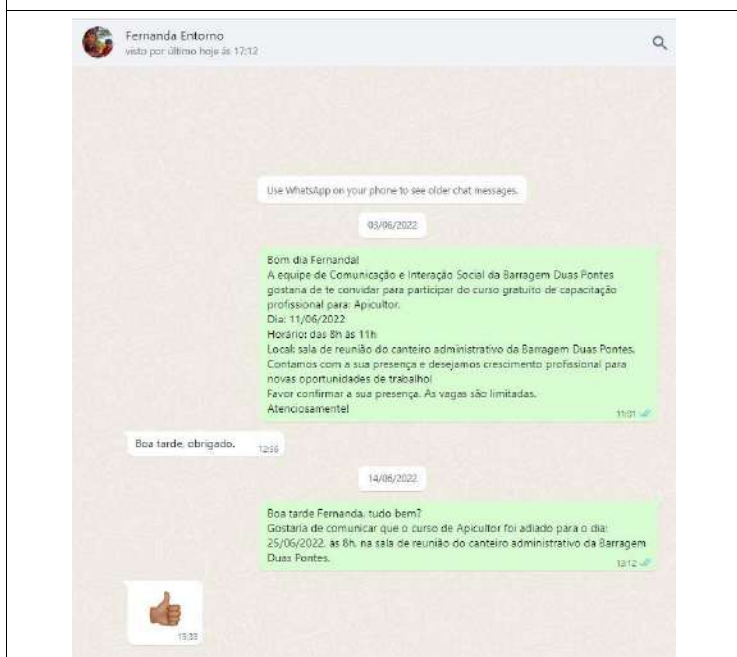 Fernanda Entorno
visto por último hoje às 17:12
Use WhatsApp on your phone to see older chat messages.
03/06/2022
Bom dia Fernanda!
A equipe de Comunicação e Interação Social da Barragem Duas Pontes
gostaria de te convidar para participar do curso gratuito de capacitação
profissional para: Apicultor.
Dia: 11/06/2022
Horário: das 8h às 11h
Local: sala de reunião do canteiro administrativo da Barragem Duas Pontes.
Contamos com a sua presença e desejamos crescimento profissional para
novas oportunidades de trabalho!
Favor confirmar a sua presença. As vagas são limitadas.
Atenciosamente!
11:01
Boa tarde, obrigado.
14/06/2022
Boa tarde Fernanda, tudo bem?
Gostaria de comunicar que o curso de Apicultor foi adiado para o dia:
25/06/2022, às 8h, na sala de reunião do canteiro administrativo da Barragem
Duas Pontes.
13:12